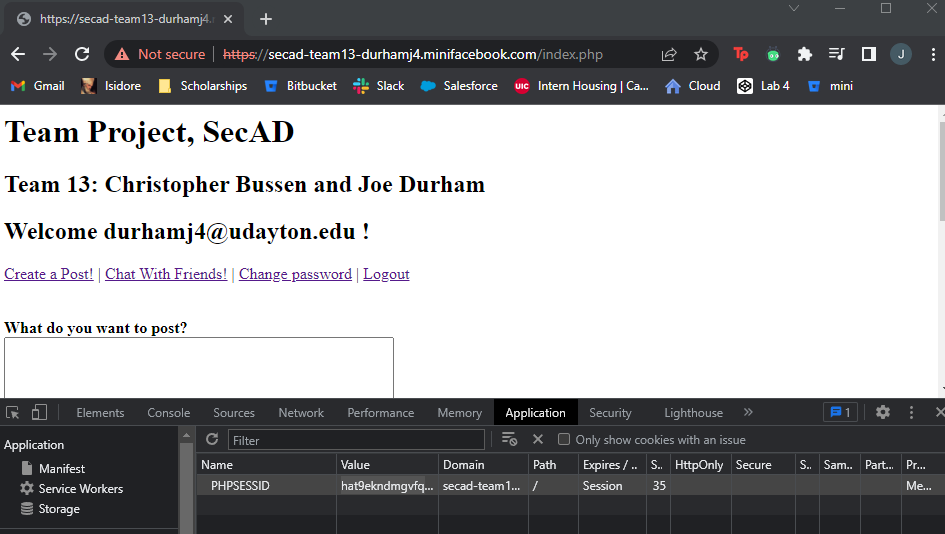 https://secad-team13-durhamj4.
Not secure | https://secad-team13-durhamj4.minifacebook.com/index.php
Tp
J
Gmail Isidore Scholarships Bitbucket Slack Salesforce UIC Intern Housing | Ca... Cloud Lab 4 mini
Team Project, SecAD
Team 13: Christopher Bussen and Joe Durham
Welcome durhamj4@udayton.edu !
Create a Post! | Chat With Friends! | Change password | Logout
What do you want to post?
Elements Console Sources Network Performance Memory Application Security Lighthouse » 1
Application
Filter
Only show cookies with an issue
Name Value Domain Path Expires / .. S. HttpOnly Secure S.. Sam.. Part... Pr...
Manifest
PHPSESSID hat9ekndmgvfq... secad-team1... / Session 35 Me...
Service Workers
Storage